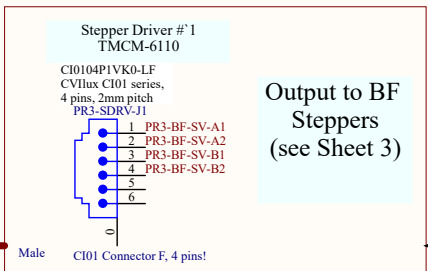 Stepper Driver #`1
TMCM-6110
CI0104P1VK0-LF
CVIlux CI01 series,
4 pins, 2mm pitch
PR3-SDRV-J1
1 PR3-BF-SV-A1
2 PR3-BF-SV-A2
3 PR3-BF-SV-B1
4 PR3-BF-SV-B2
5
6
0
Male
CI01 Connector F, 4 pins!
Output to BF
Steppers
(see Sheet 3)